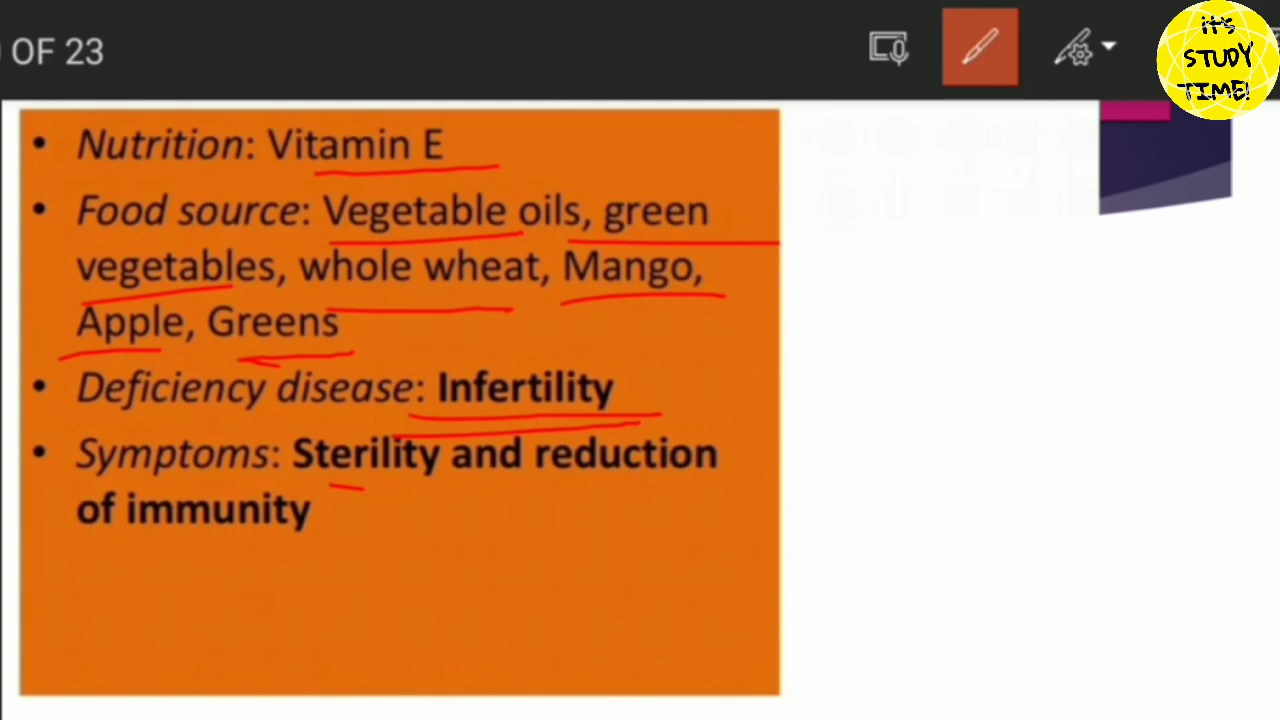 OF 23
iT's
STUDY
TIME!
• Nutrition: Vitamin E
• Food source: Vegetable oils, green
vegetables, whole wheat, Mango,
Apple, Greens
• Deficiency disease: Infertility
• Symptoms: Sterility and reduction
of immunity